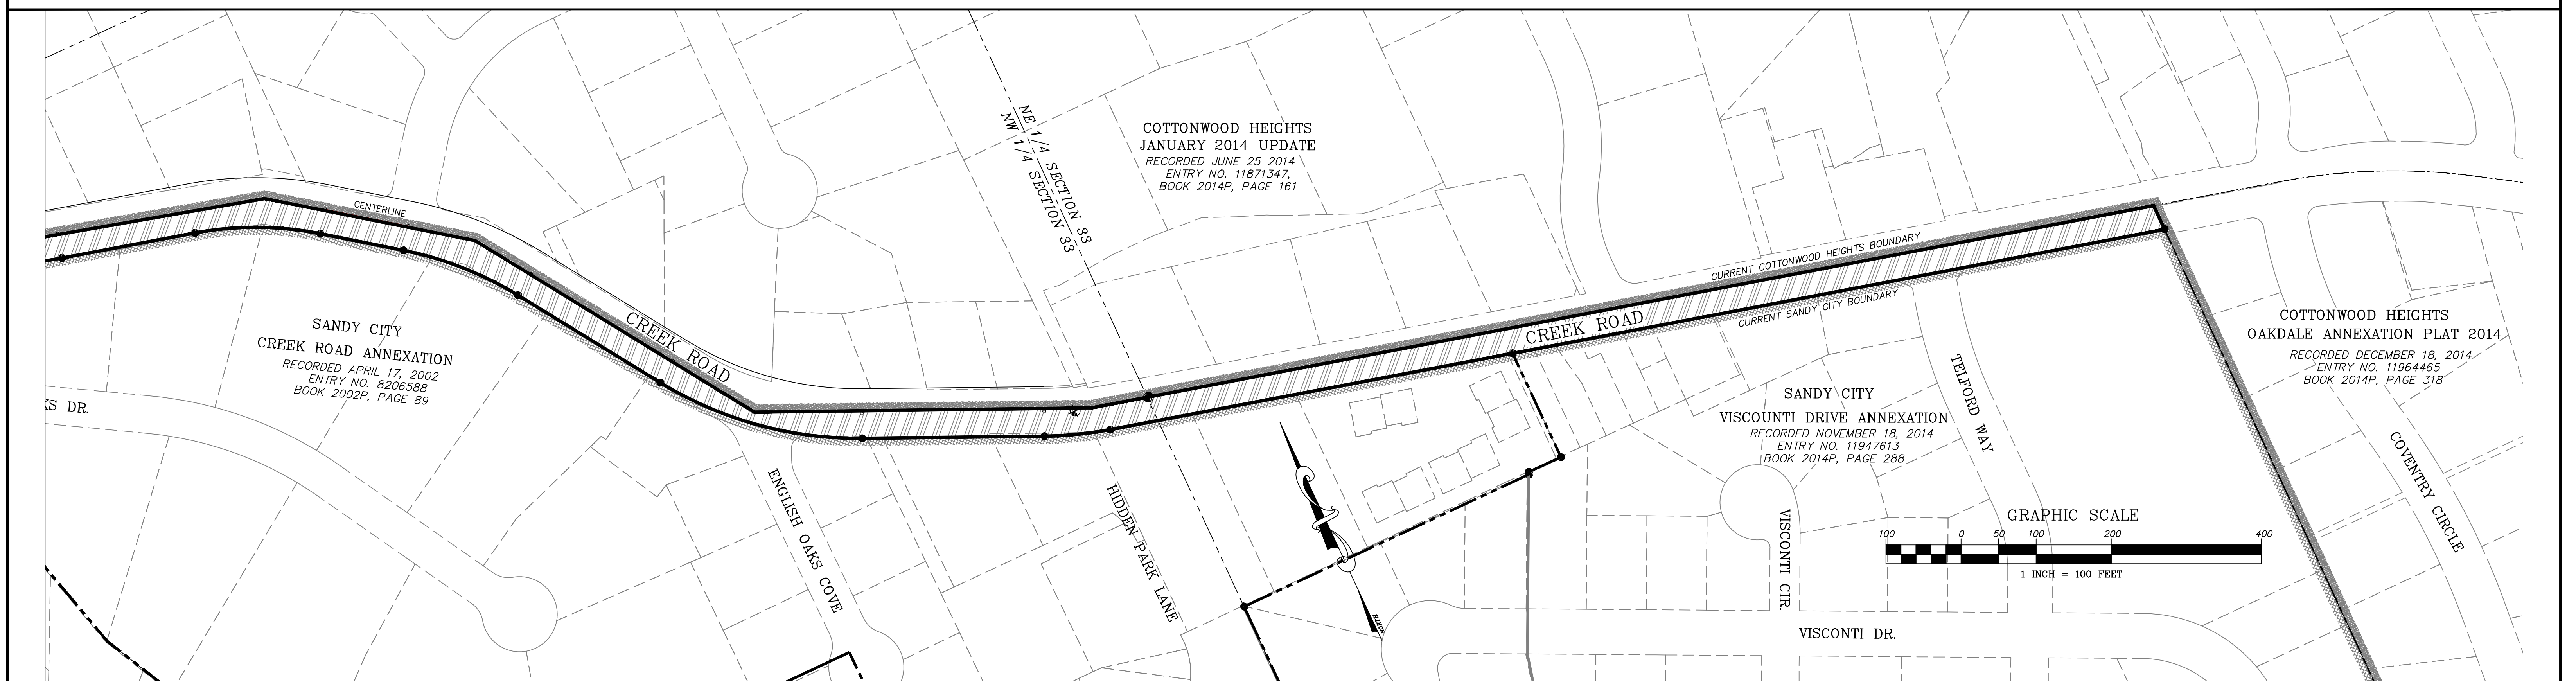 NE 1/4 SECTION 33
NW 1/4 SECTION 33
COTTONWOOD HEIGHTS
JANUARY 2014 UPDATE
RECORDED JUNE 25 2014
ENTRY NO. 11871347,
BOOK 2014P, PAGE 161
CENTERLINE
CURRENT COTTONWOOD HEIGHTS BOUNDARY
CURRENT SANDY CITY BOUNDARY
CREEK ROAD
CREEK ROAD
SANDY CITY
CREEK ROAD ANNEXATION
RECORDED APRIL 17, 2002
ENTRY NO. 8206588
BOOK 2002P, PAGE 89
KS DR.
COTTONWOOD HEIGHTS
OAKDALE ANNEXATION PLAT 2014
RECORDED DECEMBER 18, 2014
ENTRY NO. 11964465
BOOK 2014P, PAGE 318
SANDY CITY
VISCOUNTI DRIVE ANNEXATION
RECORDED NOVEMBER 18, 2014
ENTRY NO. 11947613
BOOK 2014P, PAGE 288
TELFORD WAY
COVENTRY CIRCLE
ENGLISH OAKS COVE
HIDDEN PARK LANE
NORTH
VISCONTI CIR.
VISCONTI DR.
GRAPHIC SCALE
100 0 50 100 200 400
1 INCH = 100 FEET